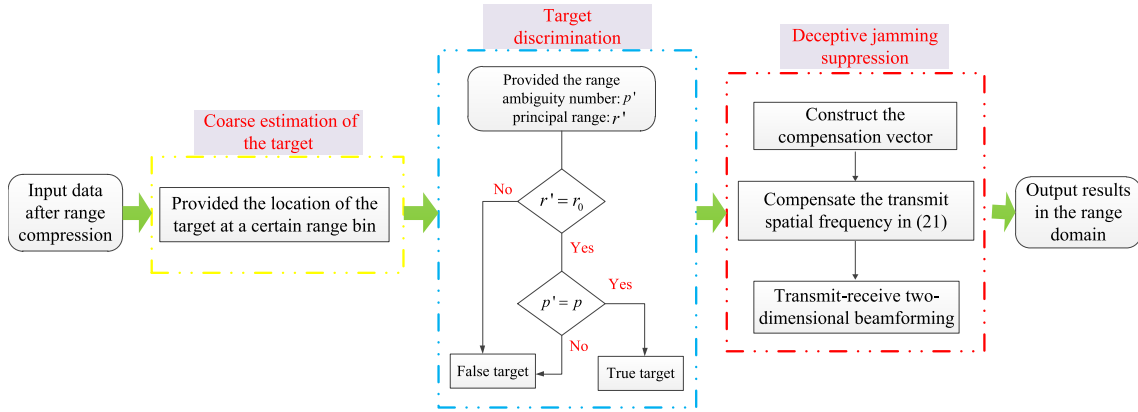 Input data
after range
compression
Coarse estimation of
the target
Provided the location of the
target at a certain range bin
Target
discrimination
Provided the range
ambiguity number: p'
principal range: r'
r' = r₀
No
Yes
p' = p
Yes
No
False target
True target
Deceptive jamming
suppression
Construct the
compensation vector
Compensate the transmit
spatial frequency in (21)
Transmit-receive two-
dimensional beamforming
Output results
in the range
domain